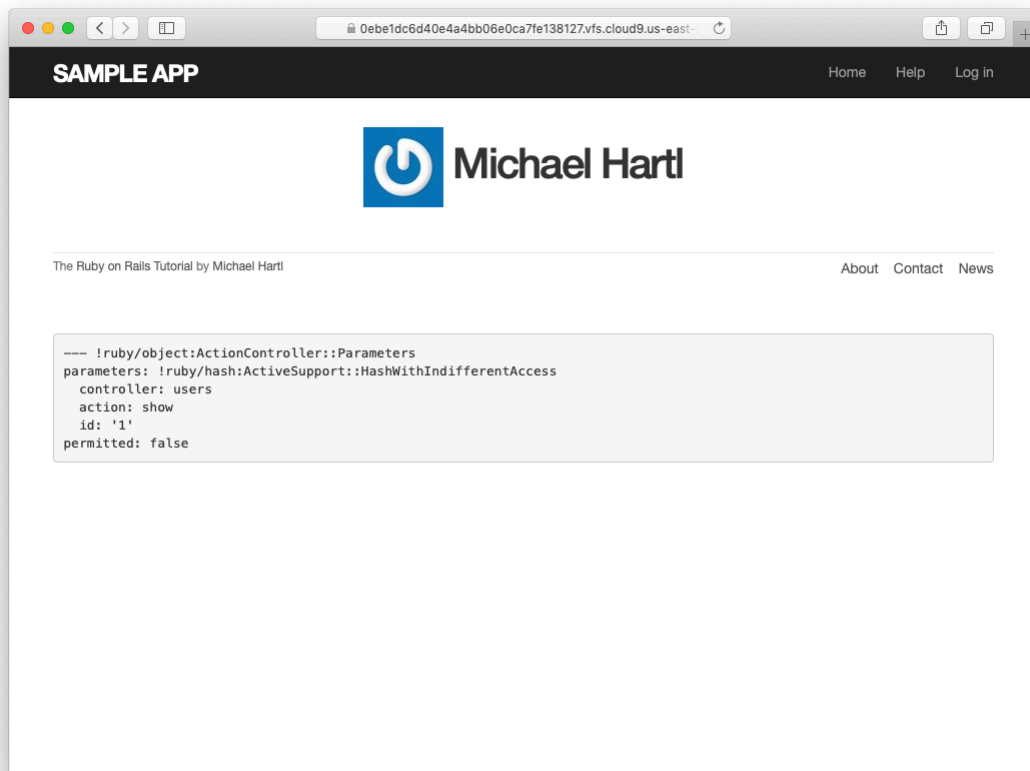 0ebe1dc6d40e4a4bb06e0ca7fe138127.vfs.cloud9.us-east-
SAMPLE APP
Home Help Log in
Michael Hartl
The Ruby on Rails Tutorial by Michael Hartl
About Contact News
--- !ruby/object:ActionController::Parameters
parameters: !ruby/hash:ActiveSupport::HashWithIndifferentAccess
  controller: users
  action: show
  id: '1'
permitted: false